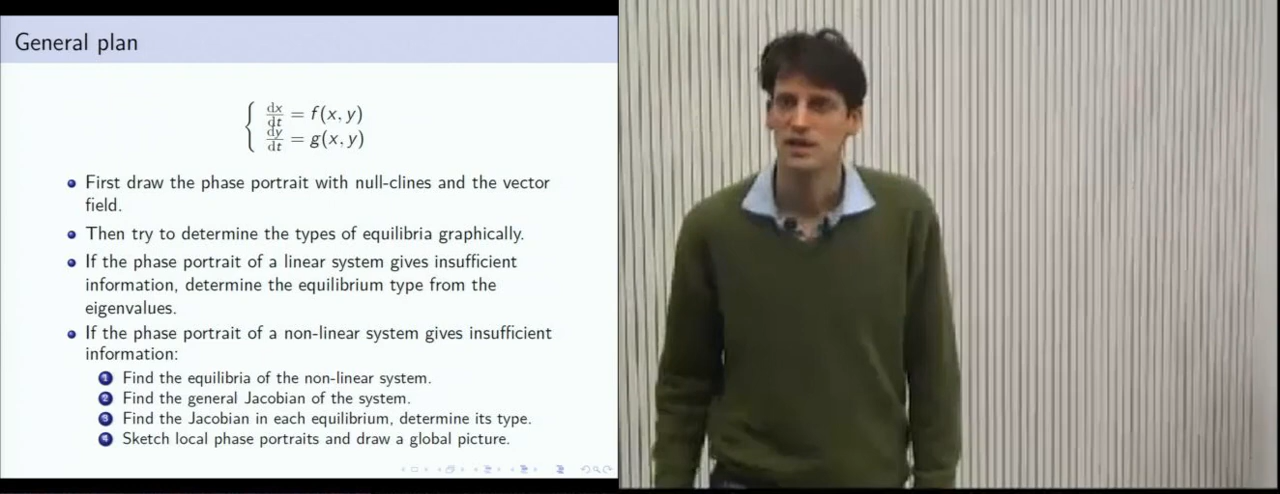 General plan
{ dx/dt = f(x, y)
dy/dt = g(x, y)
• First draw the phase portrait with null-clines and the vector
field.
• Then try to determine the types of equilibria graphically.
• If the phase portrait of a linear system gives insufficient
information, determine the equilibrium type from the
eigenvalues.
• If the phase portrait of a non-linear system gives insufficient
information:
1 Find the equilibria of the non-linear system.
2 Find the general Jacobian of the system.
3 Find the Jacobian in each equilibrium, determine its type.
4 Sketch local phase portraits and draw a global picture.